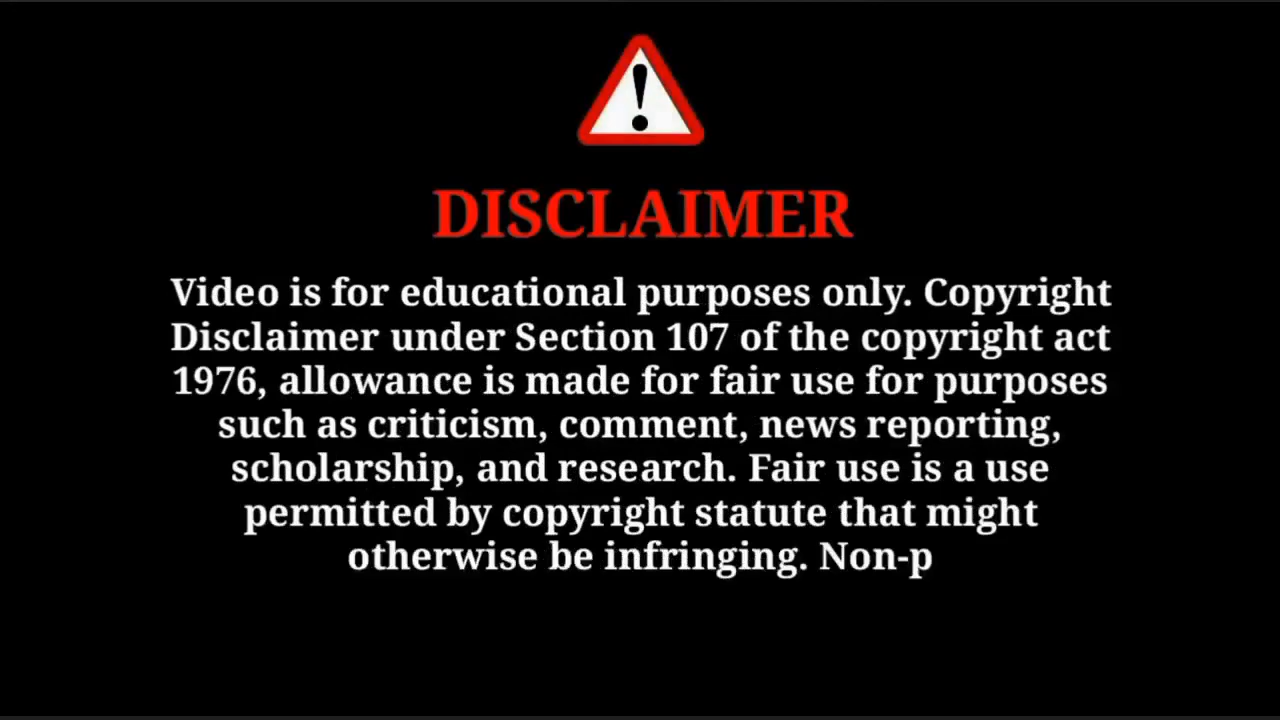 DISCLAIMER
Video is for educational purposes only. Copyright
Disclaimer under Section 107 of the copyright act
1976, allowance is made for fair use for purposes
such as criticism, comment, news reporting,
scholarship, and research. Fair use is a use
permitted by copyright statute that might
otherwise be infringing. Non-p